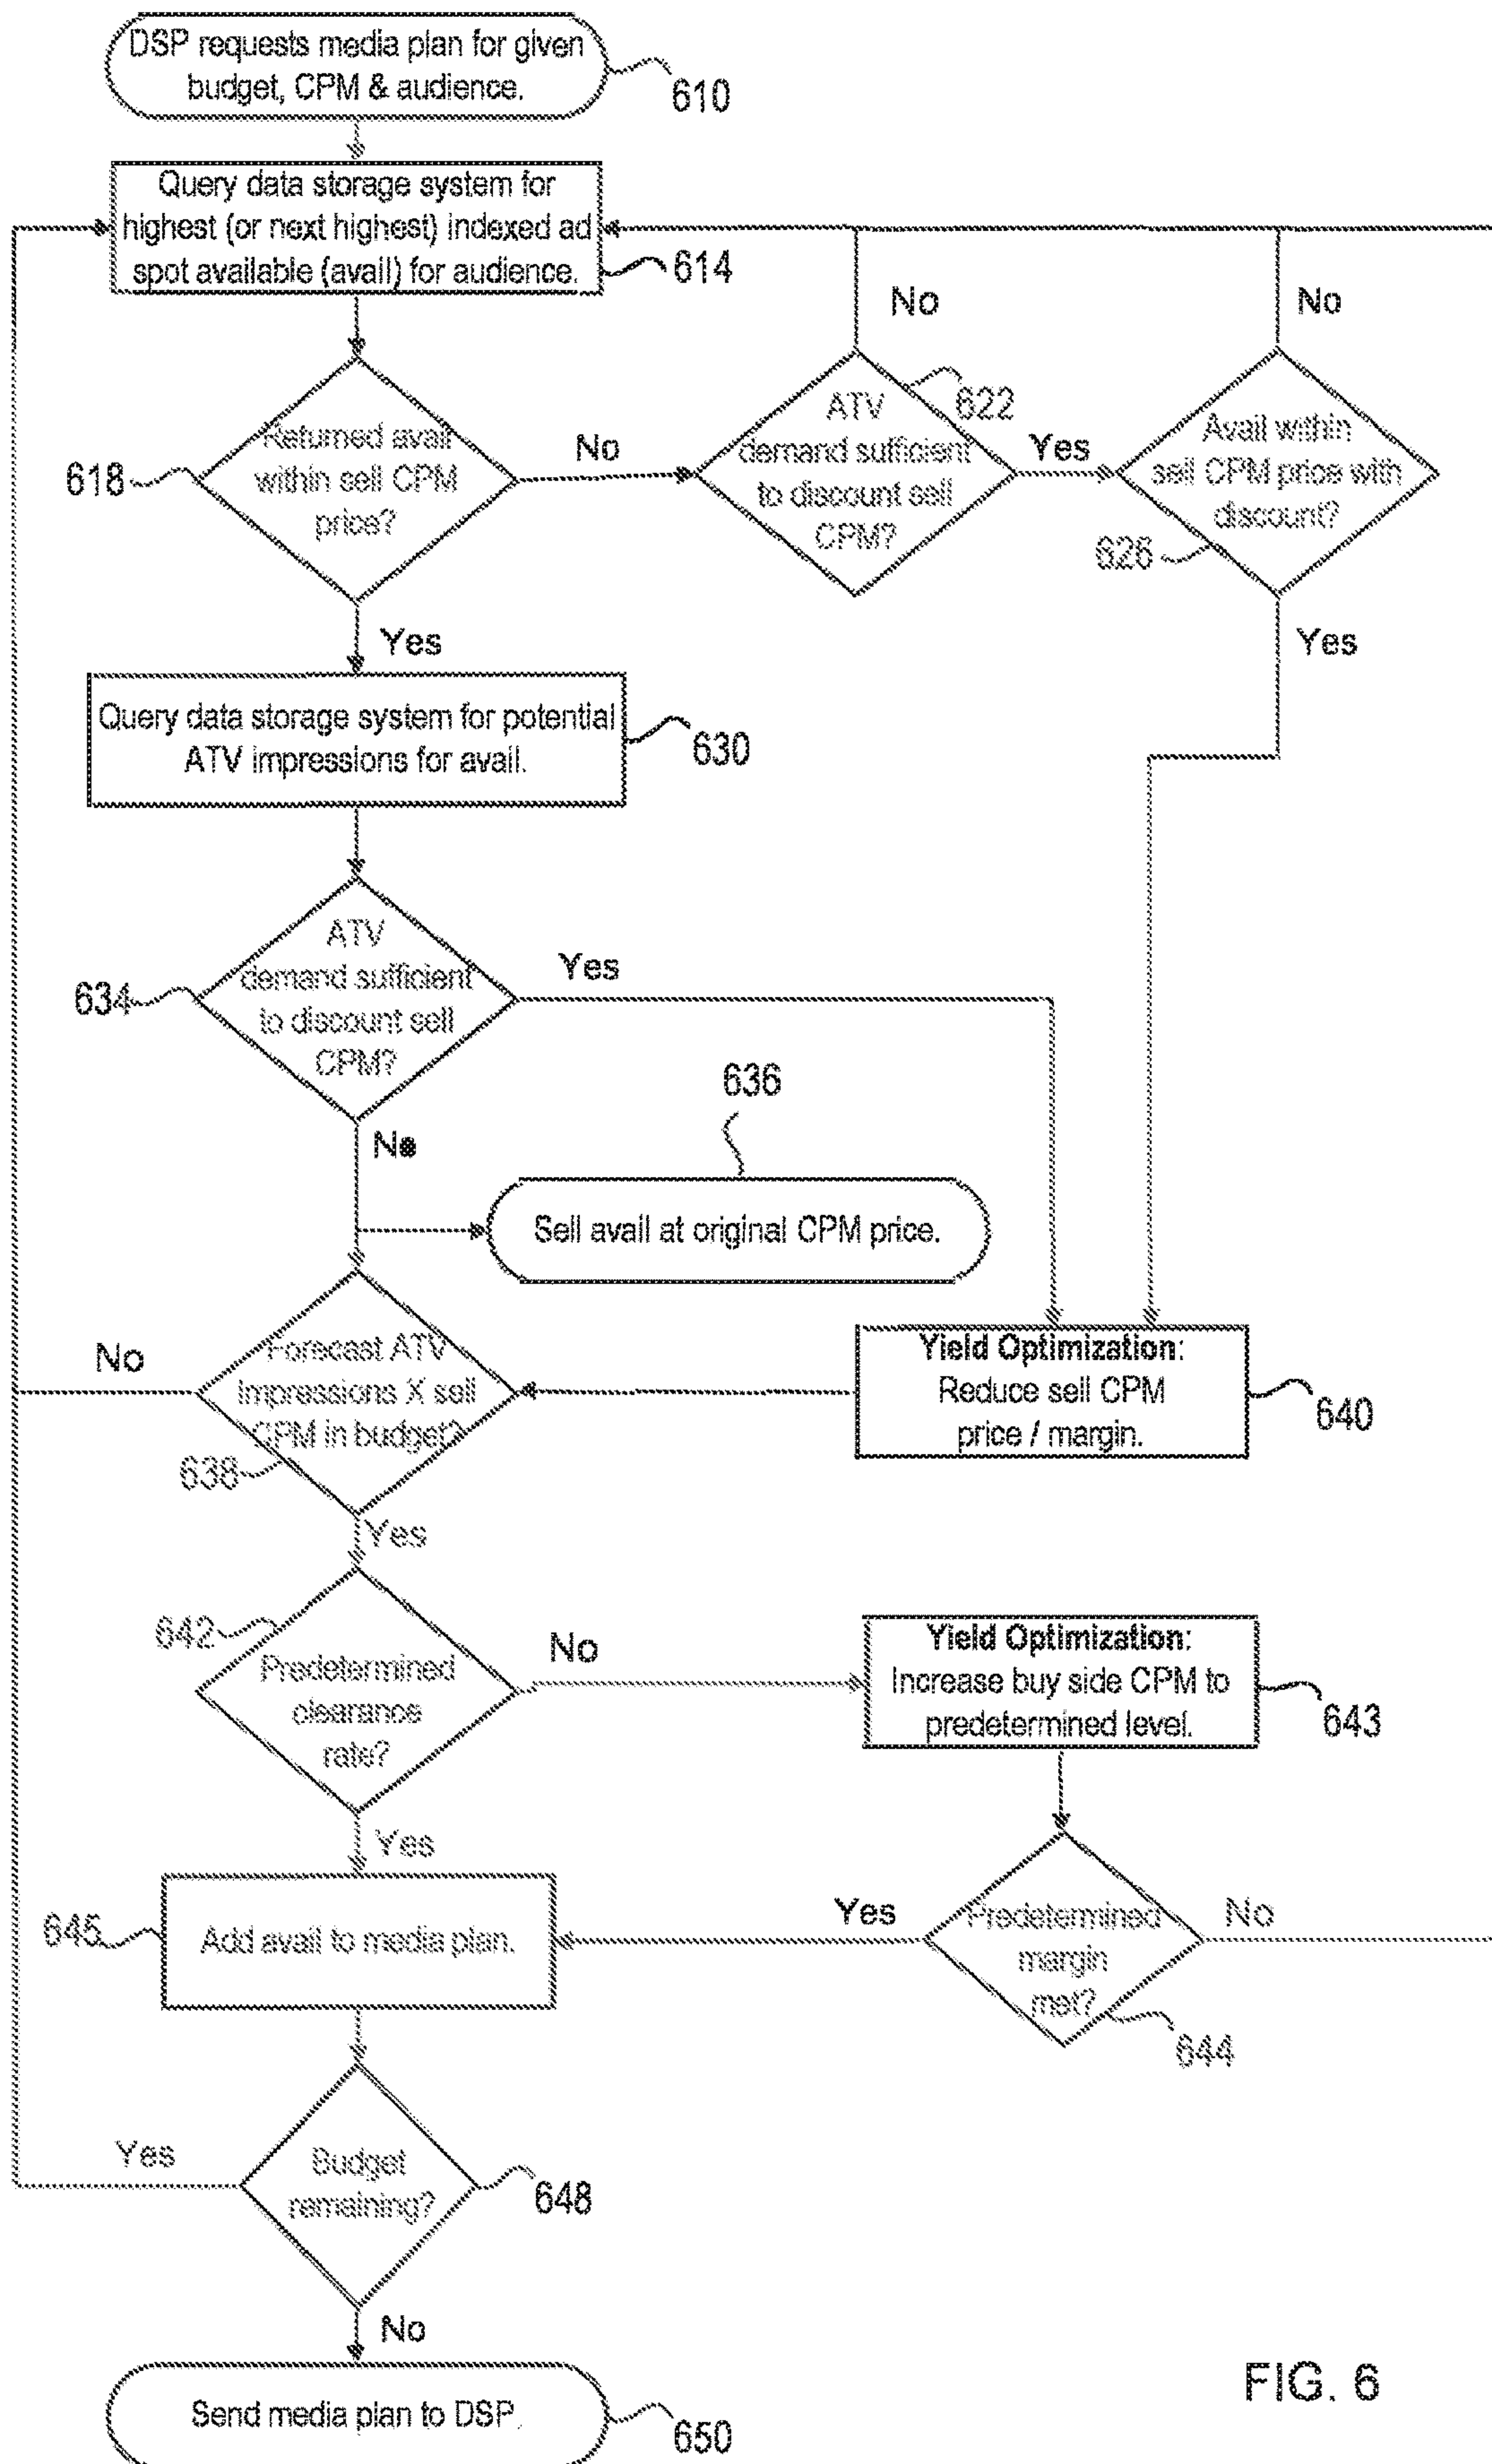 DSP requests media plan for given
budget, CPM & audience.
610
Query data storage system for
highest (or next highest) indexed ad
spot available (avail) for audience.
614
No
No
Returned avail
within sell CPM
price?
618
No
ATV
demand sufficient
to discount sell
CPM?
622
Yes
Avail within
sell CPM price with
discount?
626
Yes
Yes
Query data storage system for potential
ATV impressions for avail.
630
ATV
demand sufficient
to discount sell
CPM?
634
Yes
636
No
Sell avail at original CPM price.
No
Forecast ATV
Impressions X sell
CPM in budget?
638
Yield Optimization:
Reduce sell CPM
price / margin.
640
Yes
642
Predetermined
clearance
rate?
No
Yield Optimization:
Increase buy side CPM to
predetermined level.
643
Yes
645
Add avail to media plan.
Yes
Predetermined
margin
met?
No
644
Yes
Budget
remaining?
648
No
Send media plan to DSP.
650
FIG. 6